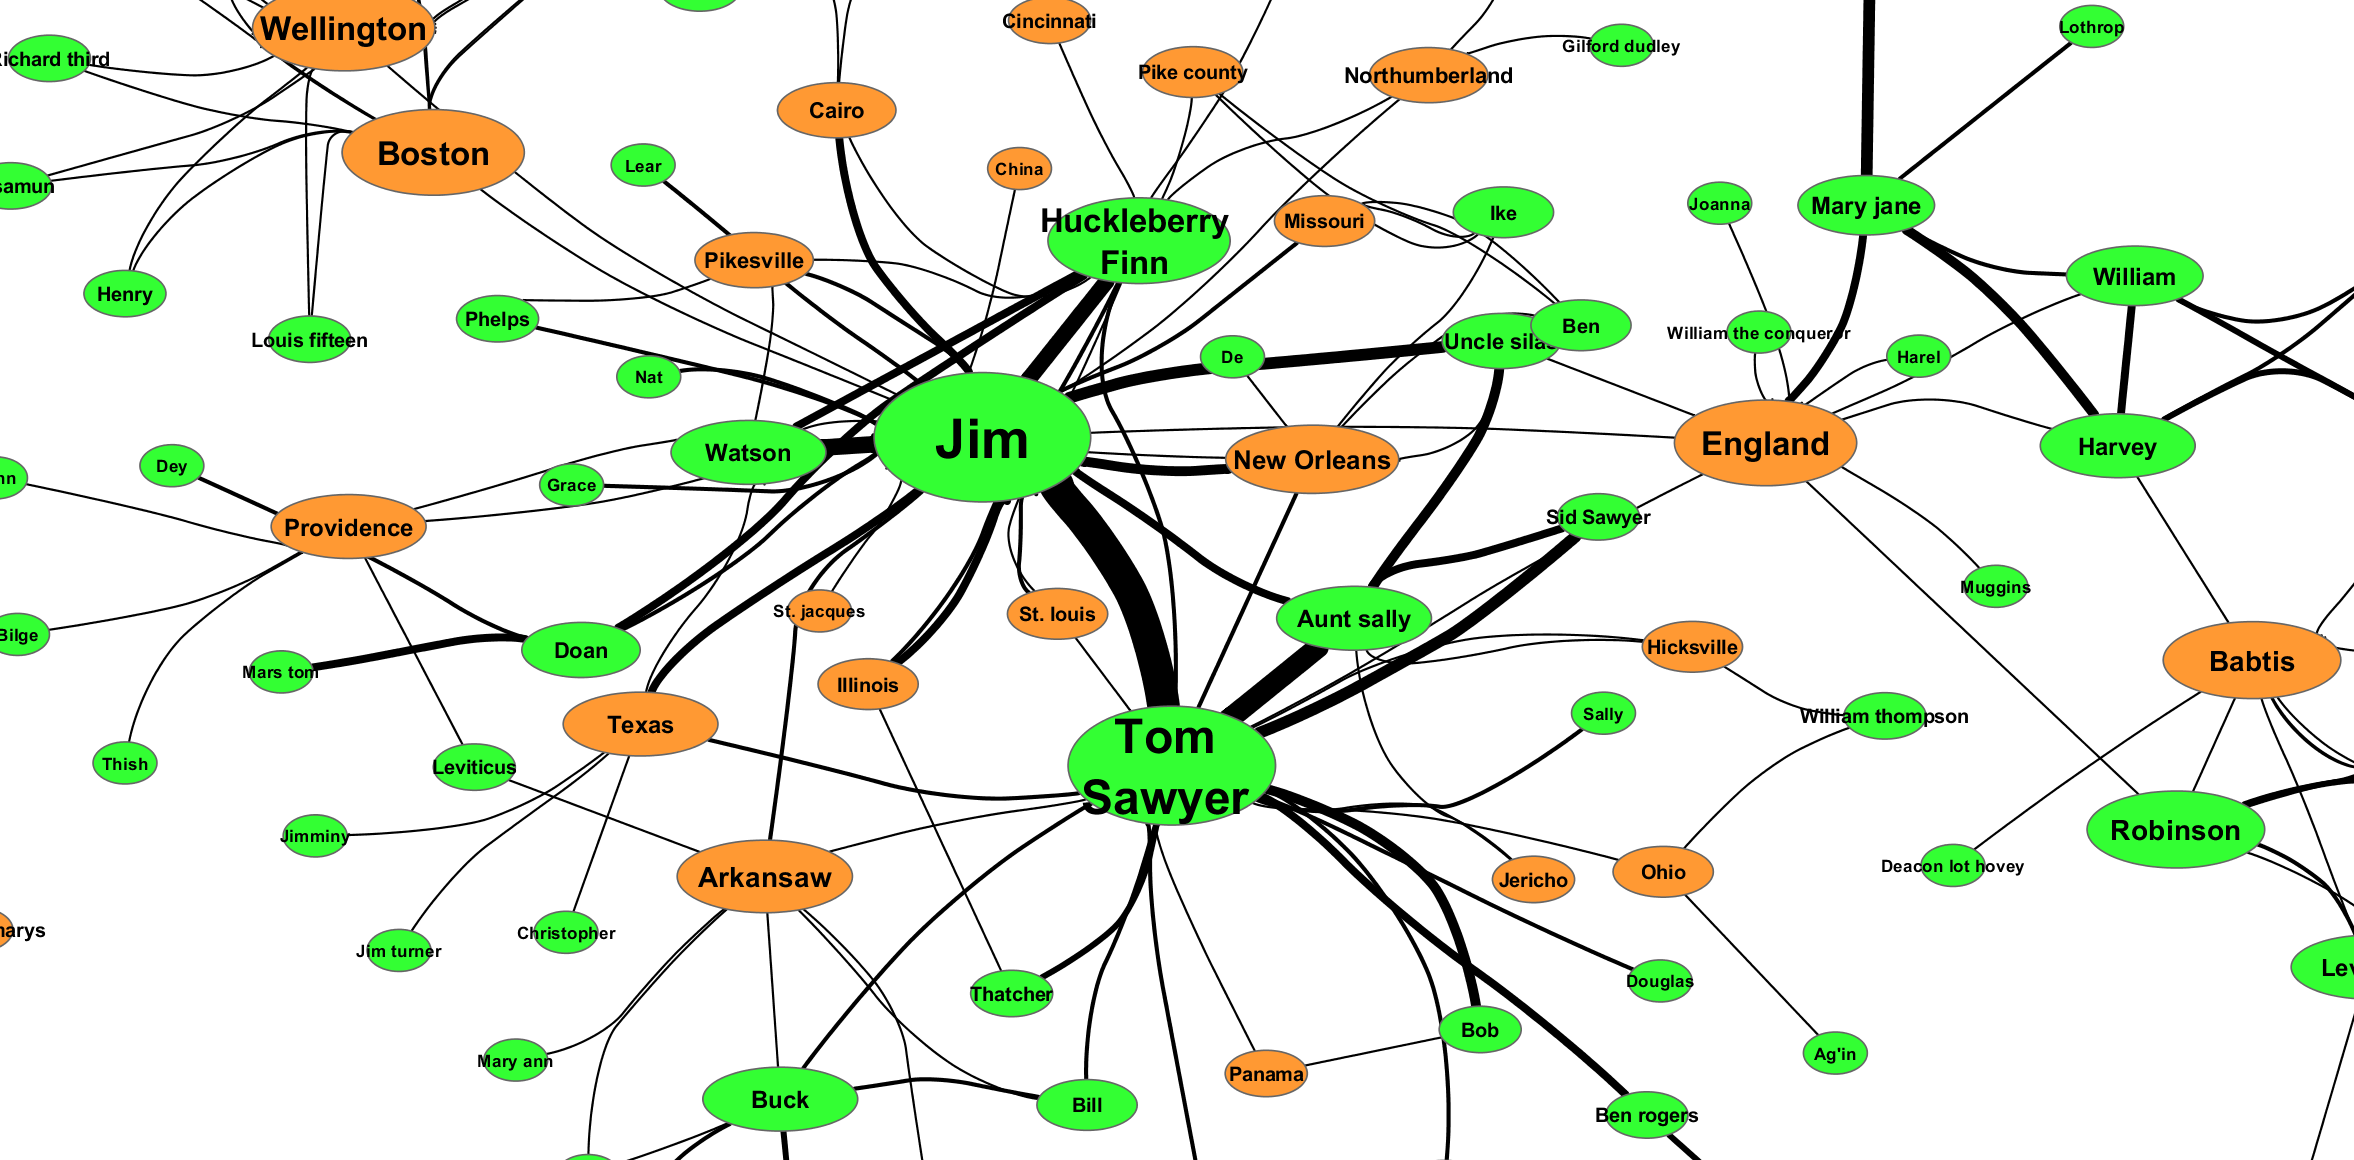 Wellington
Cincinnati
Lothrop
Gilford dudley
Richard third
Pike county
Northumberland
Cairo
Boston
Lear
China
Joanna
Mary jane
Ike
Missouri
Huckleberry
Finn
Pikesville
William
Henry
Phelps
Ben
William the conquerer
Louis fifteen
Uncle silas
De
Harel
Nat
Jim
England
Harvey
Watson
New Orleans
Dey
Grace
Sid Sawyer
Providence
Muggins
St. jacques
St. louis
Aunt sally
Bilge
Doan
Hicksville
Babtis
Mars tom
Illinois
Sally
William thompson
Texas
Tom
Sawyer
Thish
Leviticus
Robinson
Jimminy
Deacon lot hovey
Ohio
Arkansaw
Jericho
Christopher
Jim turner
Lev
Douglas
Thatcher
Bob
Ag'in
Mary ann
Panama
Buck
Bill
Ben rogers